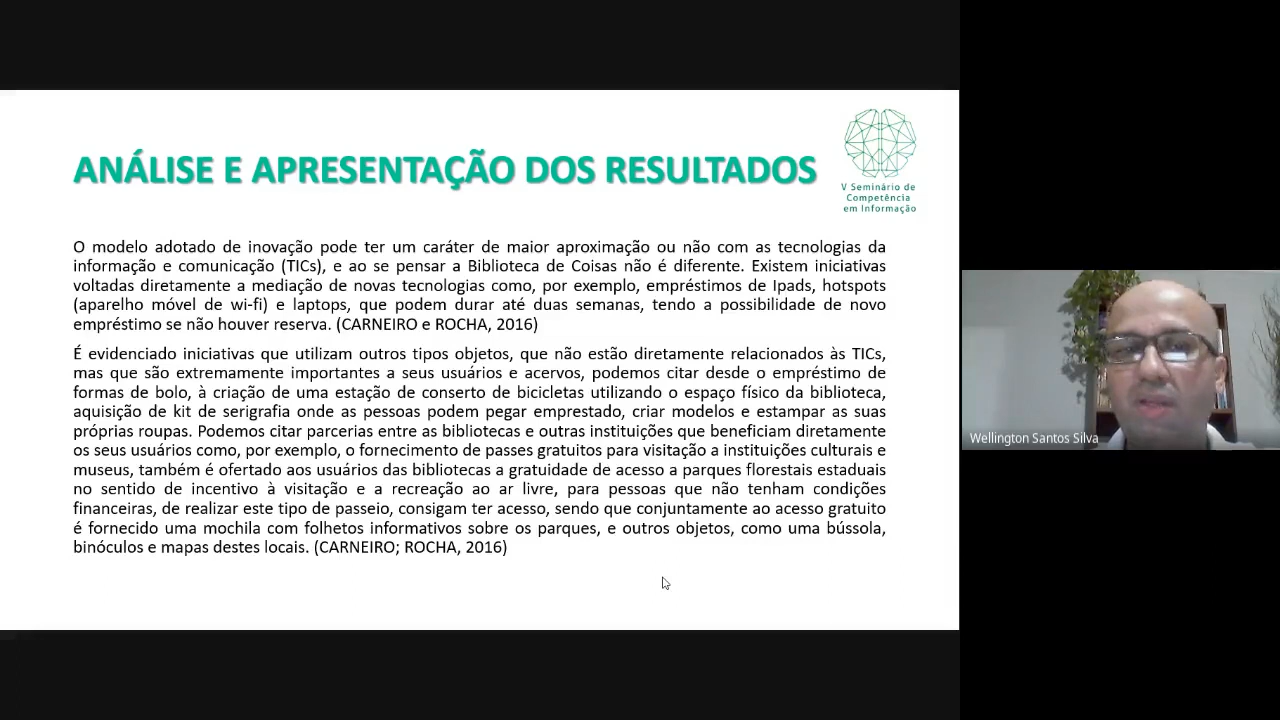 ANÁLISE E APRESENTAÇÃO DOS RESULTADOS
V Seminário de
Competência
em Informação
O modelo adotado de inovação pode ter um caráter de maior aproximação ou não com as tecnologias da
informação e comunicação (TICs), e ao se pensar a Biblioteca de Coisas não é diferente. Existem iniciativas
voltadas diretamente a mediação de novas tecnologias como, por exemplo, empréstimos de Ipads, hotspots
(aparelho móvel de wi-fi) e laptops, que podem durar até duas semanas, tendo a possibilidade de novo
empréstimo se não houver reserva. (CARNEIRO e ROCHA, 2016)
É evidenciado iniciativas que utilizam outros tipos objetos, que não estão diretamente relacionados às TICs,
mas que são extremamente importantes a seus usuários e acervos, podemos citar desde o empréstimo de
formas de bolo, à criação de uma estação de conserto de bicicletas utilizando o espaço físico da biblioteca,
aquisição de kit de serigrafia onde as pessoas podem pegar emprestado, criar modelos e estampar as suas
próprias roupas. Podemos citar parcerias entre as bibliotecas e outras instituições que beneficiam diretamente
os seus usuários como, por exemplo, o fornecimento de passes gratuitos para visitação a instituições culturais e
museus, também é ofertado aos usuários das bibliotecas a gratuidade de acesso a parques florestais estaduais
no sentido de incentivo à visitação e a recreação ao ar livre, para pessoas que não tenham condições
financeiras, de realizar este tipo de passeio, consigam ter acesso, sendo que conjuntamente ao acesso gratuito
é fornecido uma mochila com folhetos informativos sobre os parques, e outros objetos, como uma bússola,
binóculos e mapas destes locais. (CARNEIRO; ROCHA, 2016)
Wellington Santos Silva